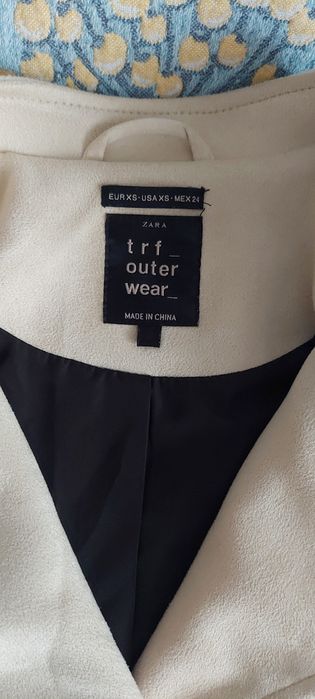 EUR XS - USA XS - MEX 24
ZARA
trf_
outer
wear_
MADE IN CHINA